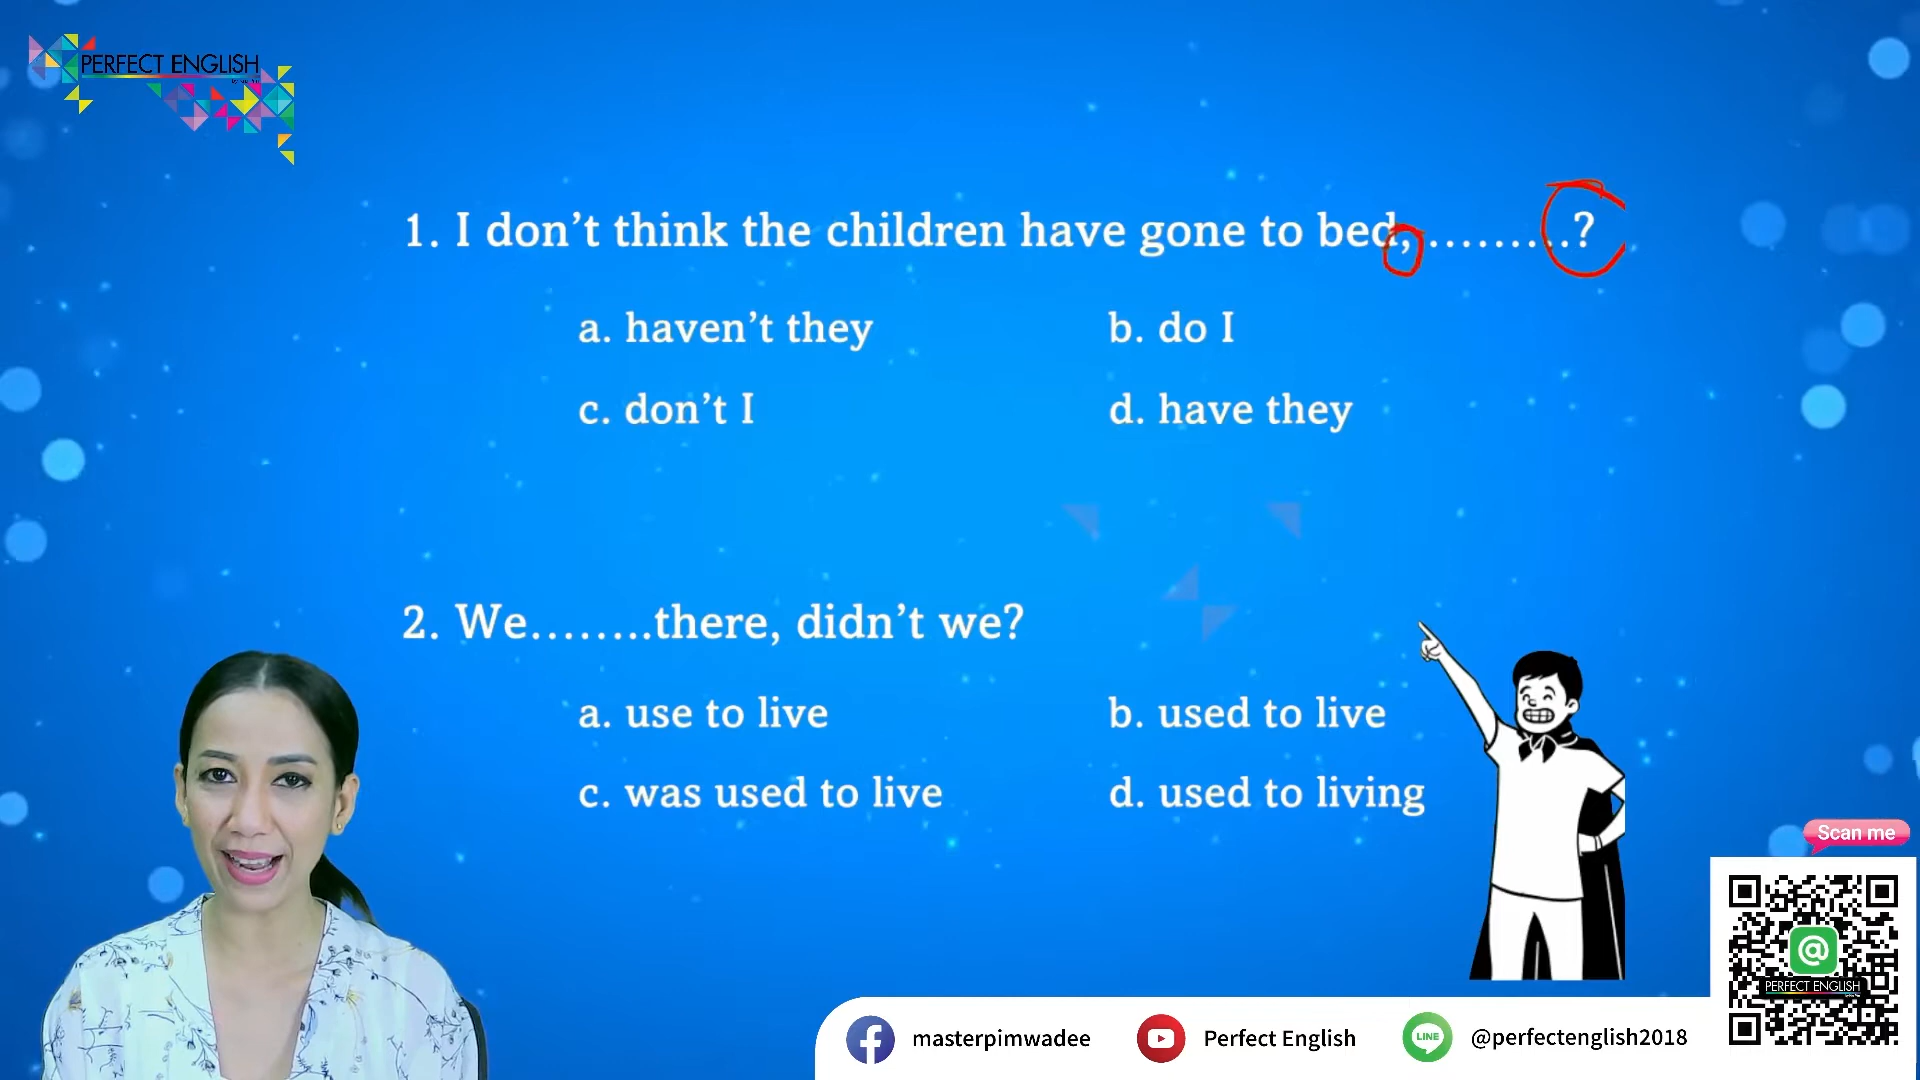 PERFECT ENGLISH
1. I don’t think the children have gone to bed, ……….?
a. haven’t they
b. do I
c. don’t I
d. have they
2. We……..there, didn’t we?
a. use to live
b. used to live
c. was used to live
d. used to living
Scan me
PERFECT ENGLISH
masterpimwadee
Perfect English
LINE
@perfectenglish2018